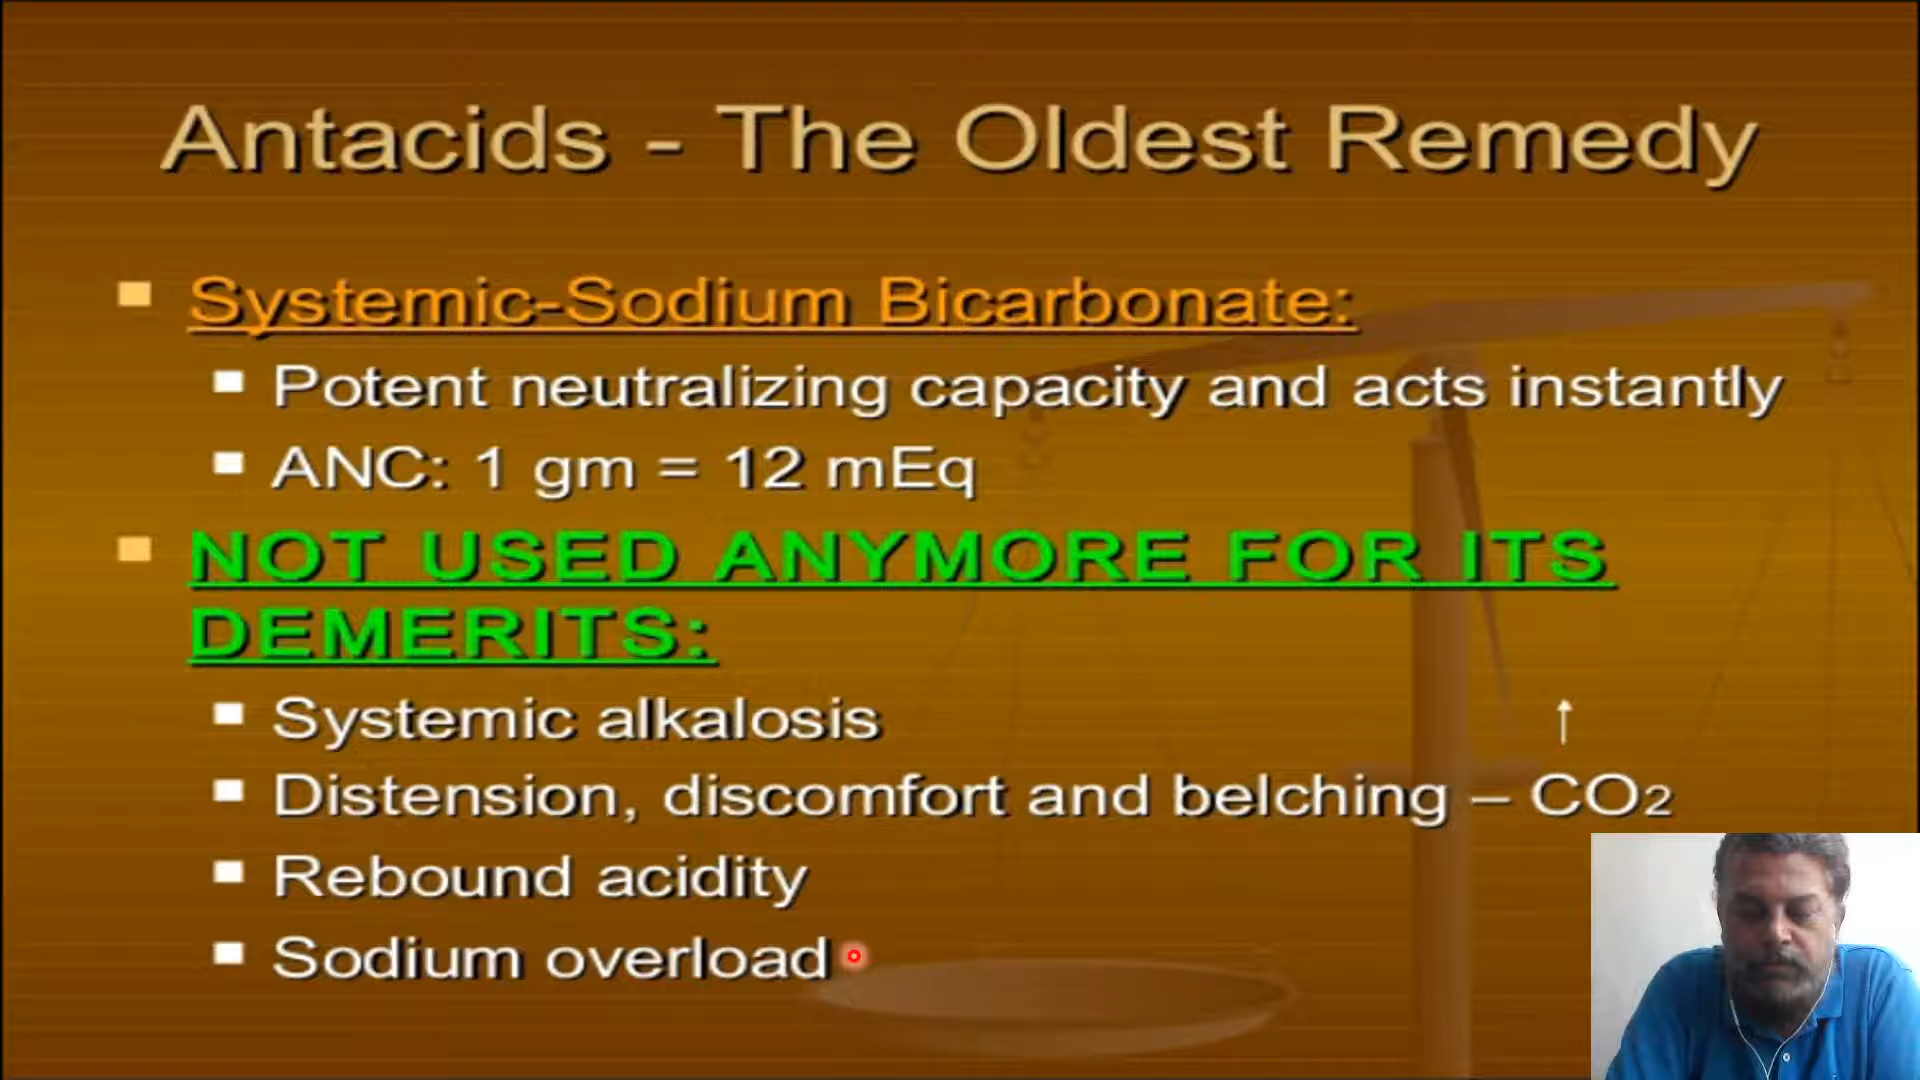 Antacids - The Oldest Remedy
Systemic-Sodium Bicarbonate:
Potent neutralizing capacity and acts instantly
ANC: 1 gm = 12 mEq
NOT USED ANYMORE FOR ITS
DEMERITS:
Systemic alkalosis
↑
Distension, discomfort and belching – CO2
Rebound acidity
Sodium overload